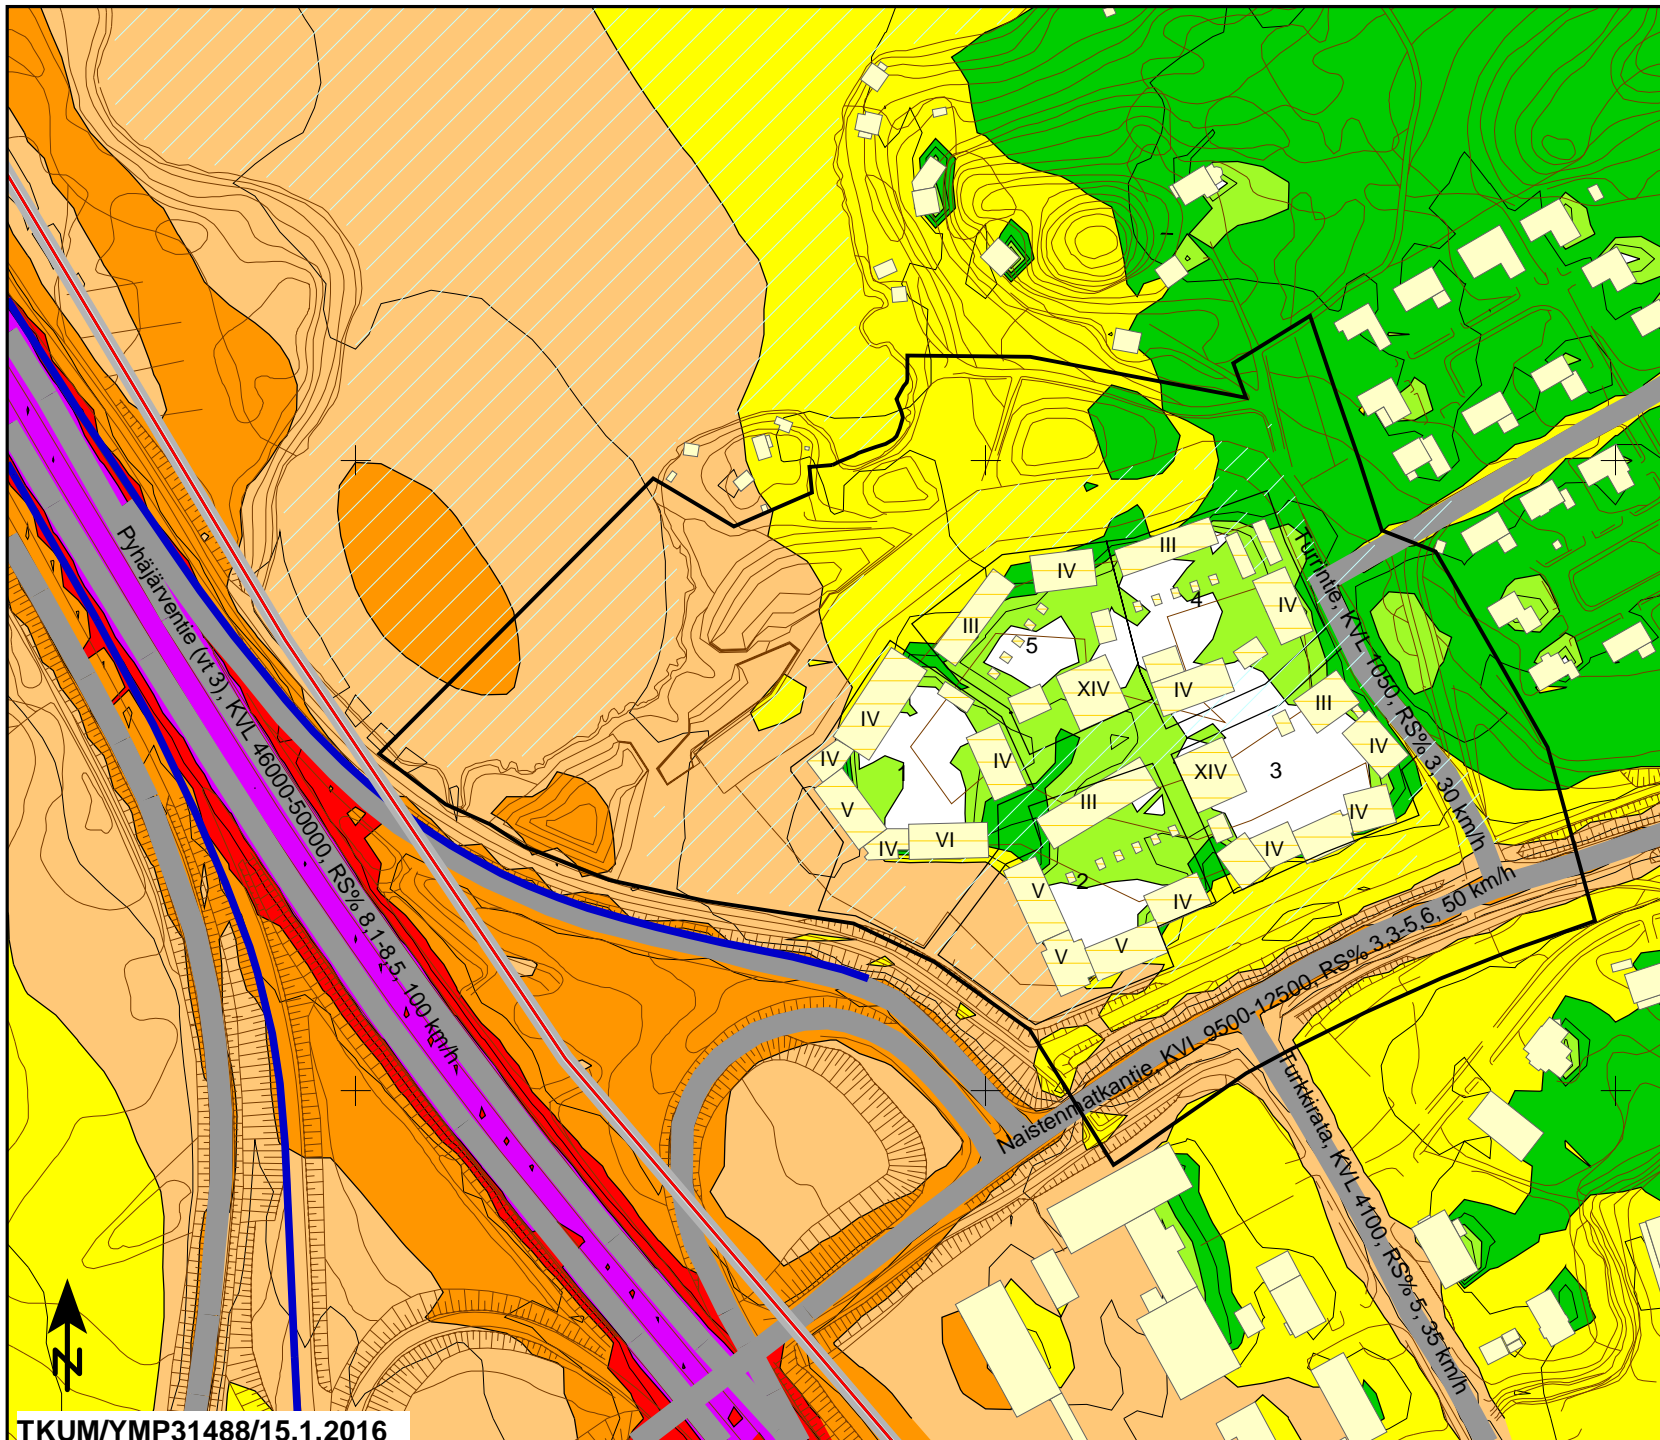 III
IV
Turrintie, KVL 1050, RS% 3, 30 km/h
4
IV
III
5
Pyhäjärventie (vt 3), KVL 46000-50000, RS% 8,1-8,5, 100 km/h
XIV
IV
III
IV
IV
IV
IV
1
XIV
3
V
III
IV
IV
VI
IV
2
V
IV
V
V
Naistenmatkantie, KVL 9500-12500, RS% 3,3-5,6, 50 km/h
Turkkirata, KVL 4100, RS% 5, 35 km/h
N
TKUM/YMP31488/15.1.2016